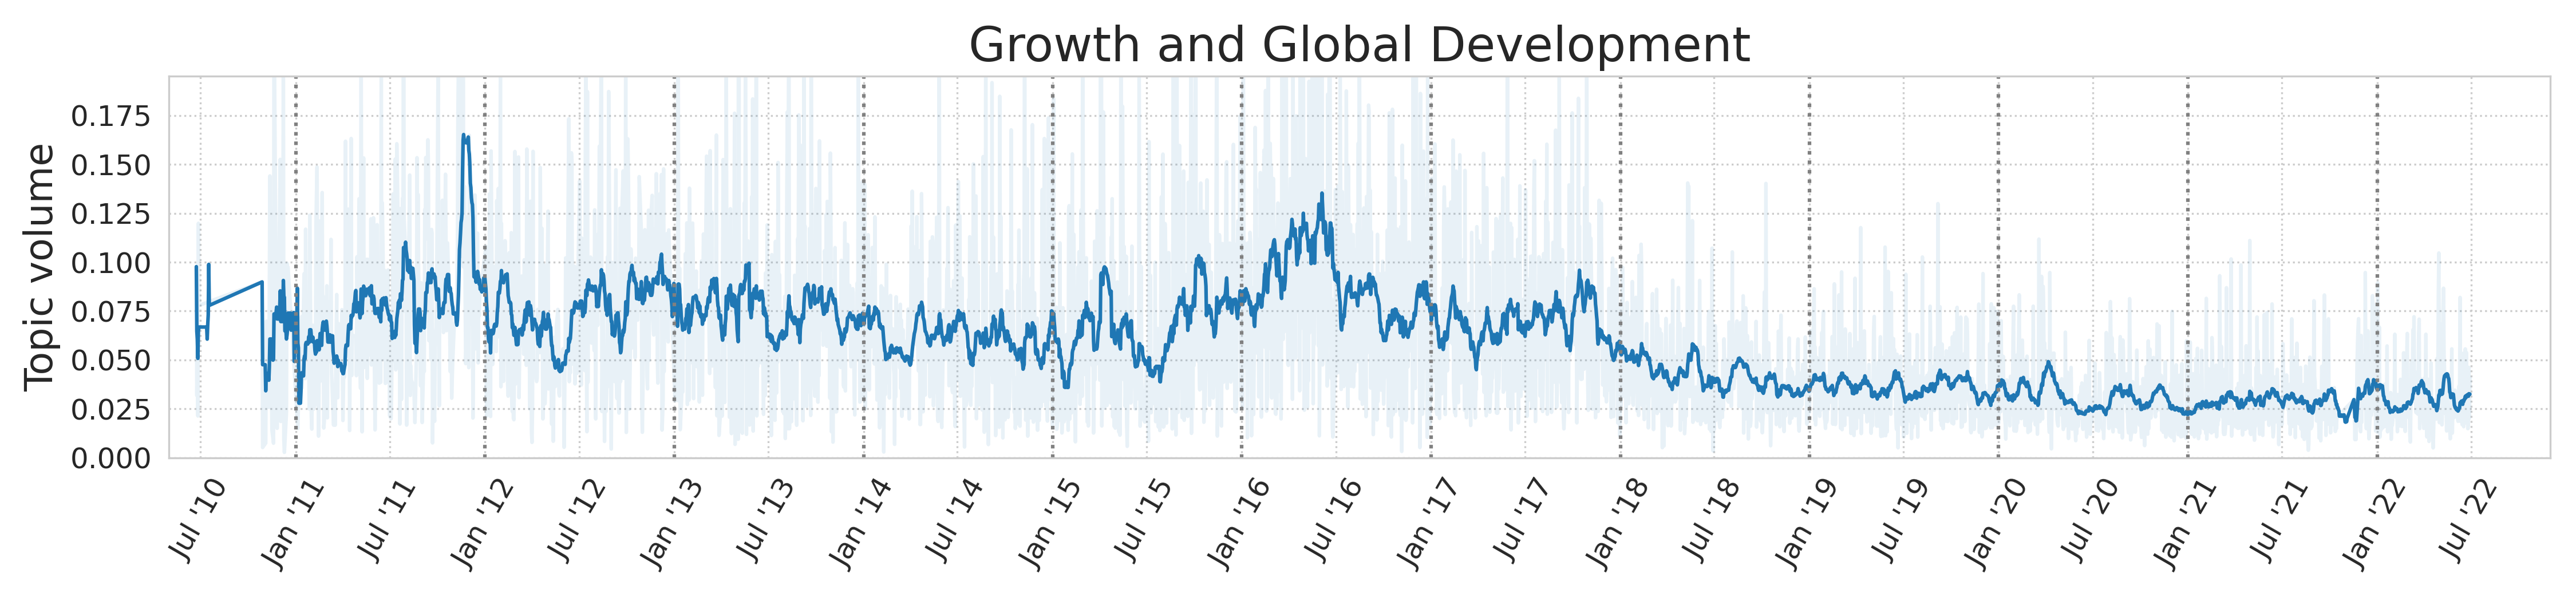 Growth and Global Development
Topic volume
0.175
0.150
0.125
0.100
0.075
0.050
0.025
0.000
Jul '10
Jan '11
Jul '11
Jan '12
Jul '12
Jan '13
Jul '13
Jan '14
Jul '14
Jan '15
Jul '15
Jan '16
Jul '16
Jan '17
Jul '17
Jan '18
Jul '18
Jan '19
Jul '19
Jan '20
Jul '20
Jan '21
Jul '21
Jan '22
Jul '22